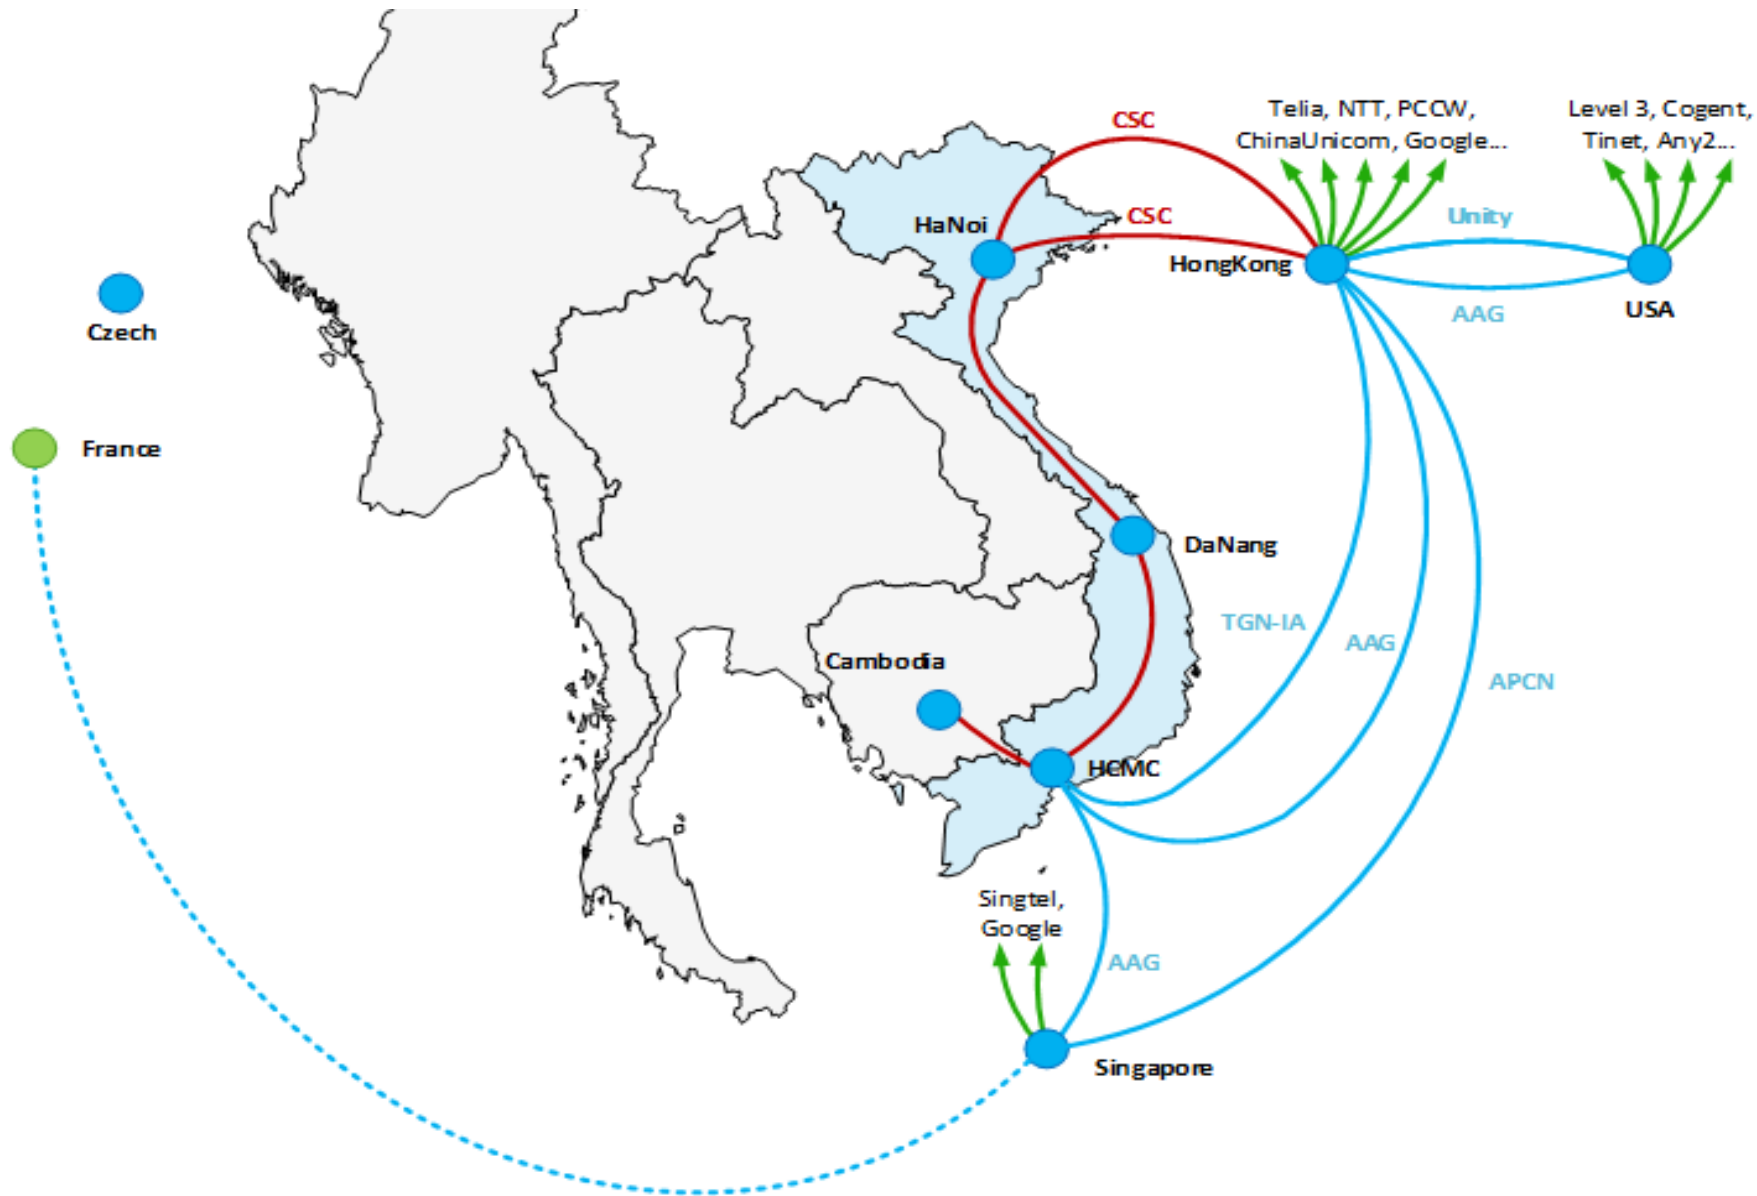 CSC
Telia, NTT, PCCW,
ChinaUnicom, Google...
Level 3, Cogent,
Tinet, Any2...
HaNoi
CSC
Unity
HongKong
AAG
USA
Czech
France
DaNang
TGN-IA
AAG
APCN
Cambodia
HCMC
Singtel,
Google
AAG
Singapore